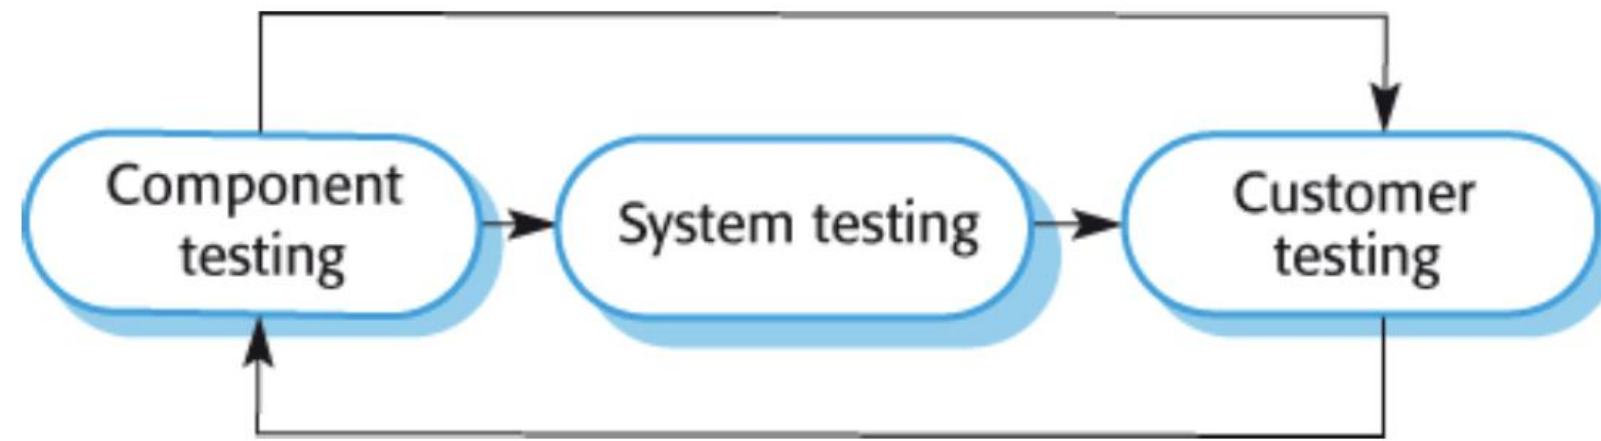 Component
testing
System testing
Customer
testing